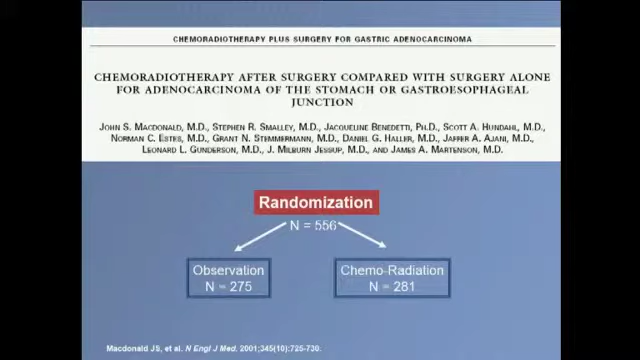 CHEMORADIOTHERAPY PLUS SURGERY FOR GASTRIC ADENOCARCINOMA
CHEMORADIOTHERAPY AFTER SURGERY COMPARED WITH SURGERY ALONE
FOR ADENOCARCINOMA OF THE STOMACH OR GASTROESOPHAGEAL
JUNCTION
JOHN S. MACDONALD, M.D., STEPHEN R. SMALLEY, M.D., JACQUELINE BENEDETTI, PH.D., SCOTT A. HUNDAHL, M.D.,
NORMAN C. ESTES, M.D., GRANT N. STEMMERMANN, M.D., DANIEL G. HALLER, M.D., JAFFER A. AJANI, M.D.,
LEONARD L. GUNDERSON, M.D., J. MILBURN JESSUP, M.D., AND JAMES A. MARTENSON, M.D.
Randomization
N = 556
Observation
N = 275
Chemo-Radiation
N = 281
Macdonald JS, et al. N Engl J Med. 2001;345(10):725-730.